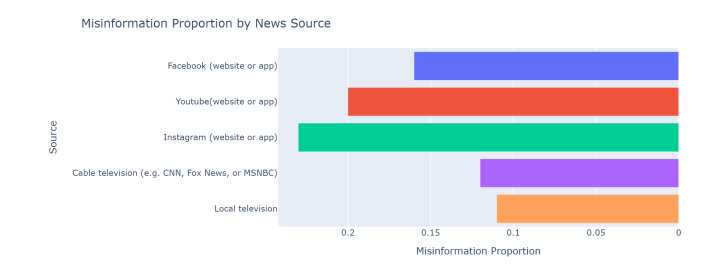 Misinformation Proportion by News Source
Source
Facebook (website or app)
Youtube(website or app)
Instagram (website or app)
Cable television (e.g. CNN, Fox News, or MSNBC)
Local television
0.2 0.15 0.1 0.05 0
Misinformation Proportion